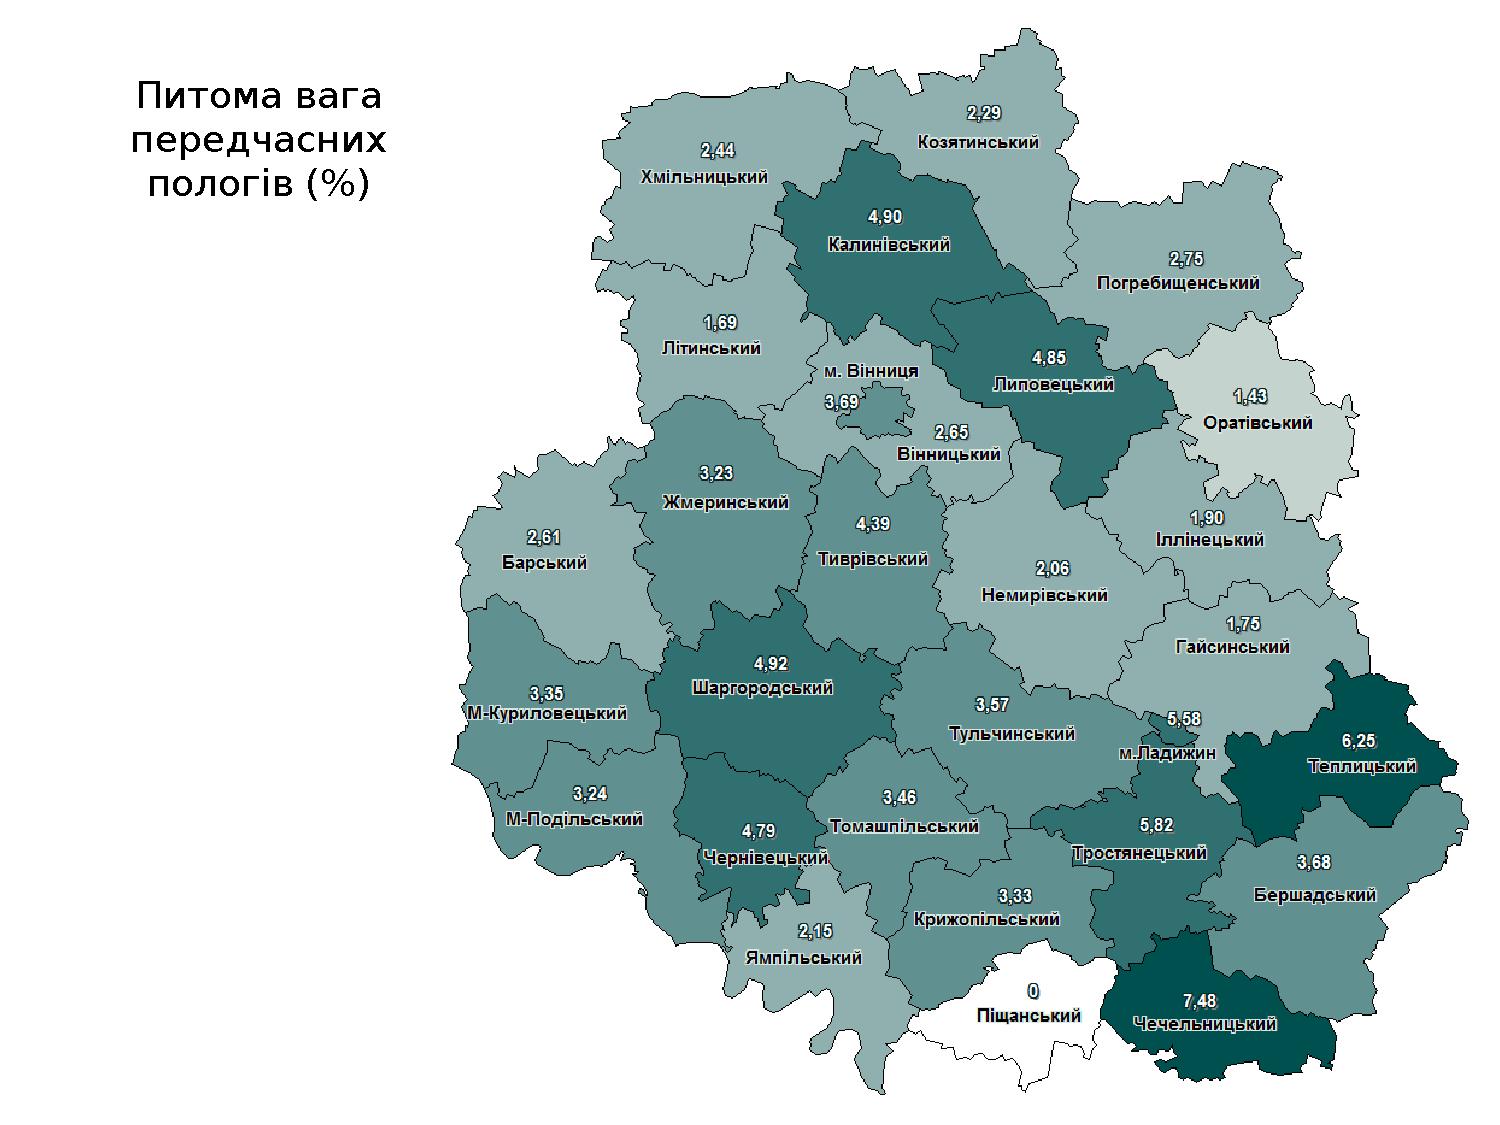 Питома вага
передчасних
пологів (%)
2,29
Козятинський
2,44
Хмільницький
4,90
Калинівський
2,75
Погребищенський
1,69
Літинський
4,85
Липовецький
м. Вінниця
3,69
2,65
Вінницький
1,43
Оратівський
3,23
Жмеринський
4,39
Тиврівський
1,90
Іллінецький
2,61
Барський
2,06
Немирівський
1,75
Гайсинський
4,92
Шаргородський
3,35
М-Куриловецький
3,57
Тульчинський
5,58
м.Ладижин
6,25
Теплицький
3,24
М-Подільський
3,46
Томашпільський
4,79
Чернівецький
5,82
Тростянецький
3,68
Бершадський
3,33
Крижопільський
2,15
Ямпільський
0
Піщанський
7,48
Чечельницький